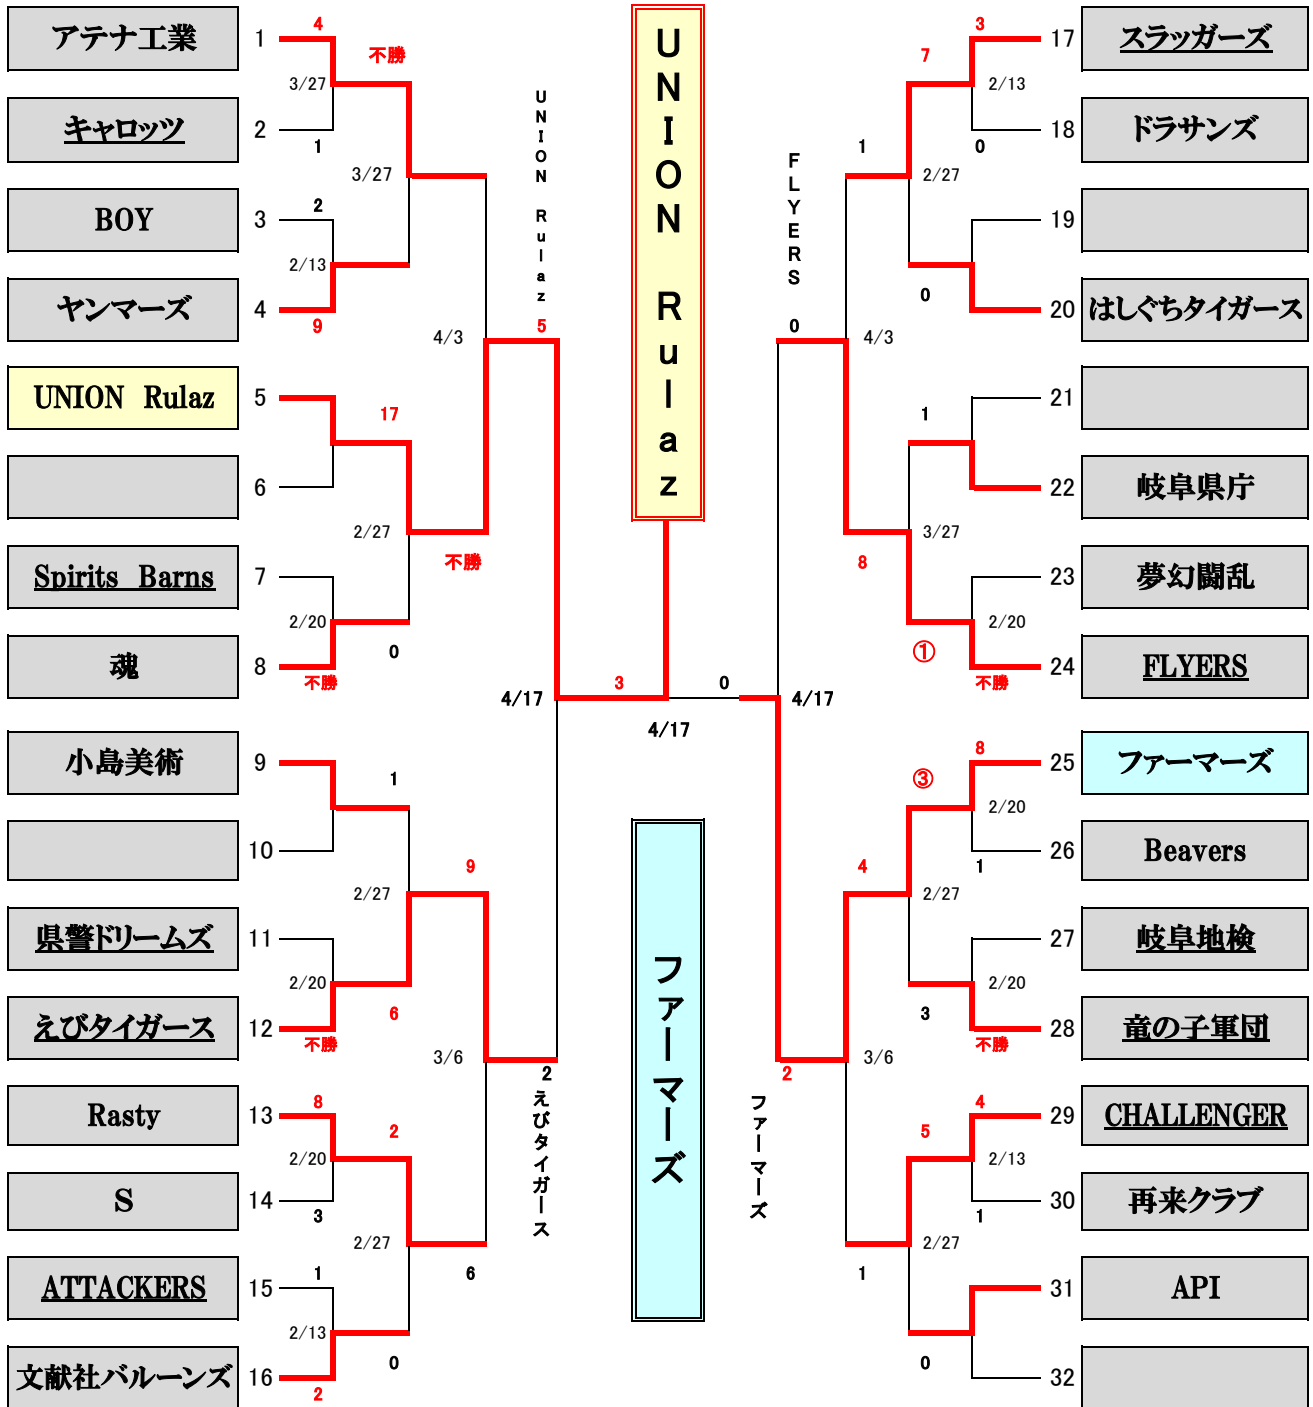 アテナ工業 1 4
不勝
3/27
キャロッツ 2 1
3/27
BOY 3 2
2/13
ヤンマーズ 4 9
4/3
UNION Rulaz 5
17
6
2/27
不勝
Spirits Barns 7
2/20
魂 8 不勝
0
小島美術 9
1
10
9
2/27
県警ドリームズ 11
2/20
えびタイガース 12 不勝
6
3/6
Rasty 13 8
2
2/20
S 14 3
2/27
6
ATTACKERS 15 1
2/13
文献社バルーンズ 16 2
0
UNION Rulaz
5
4/17
2
えびタイガース
UNION Rulaz
3
0
4/17
ファーマーズ
FLYERS
0
4/17
2
ファーマーズ
3 17 スラッガーズ
7
2/13
0 18 ドラサンズ
1
2/27
19
20 はしぐちタイガース
0
4/3
21
1
22 岐阜県庁
3/27
8
23 夢幻闘乱
2/20
①
不勝 24 FLYERS
8 25 ファーマーズ
③
2/20
1 26 Beavers
4
2/27
27 岐阜地検
2/20
3
不勝 28 竜の子軍団
3/6
4 29 CHALLENGER
5
2/13
1 30 再来クラブ
2/27
1
31 API
0
32